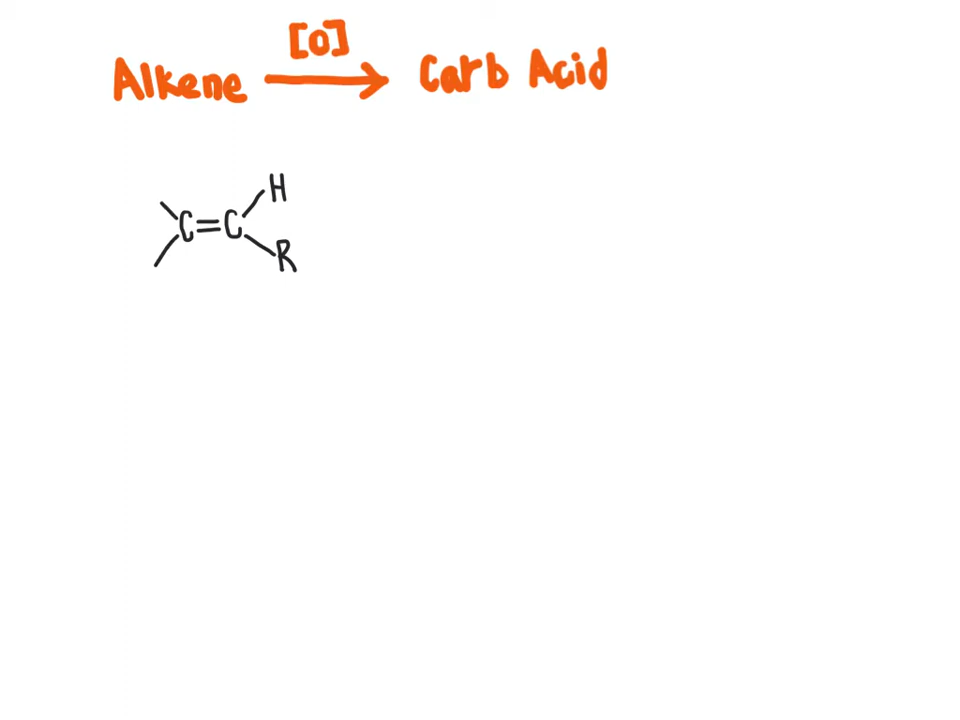 [O]
Alkene → Carb Acid
H
C=C
R